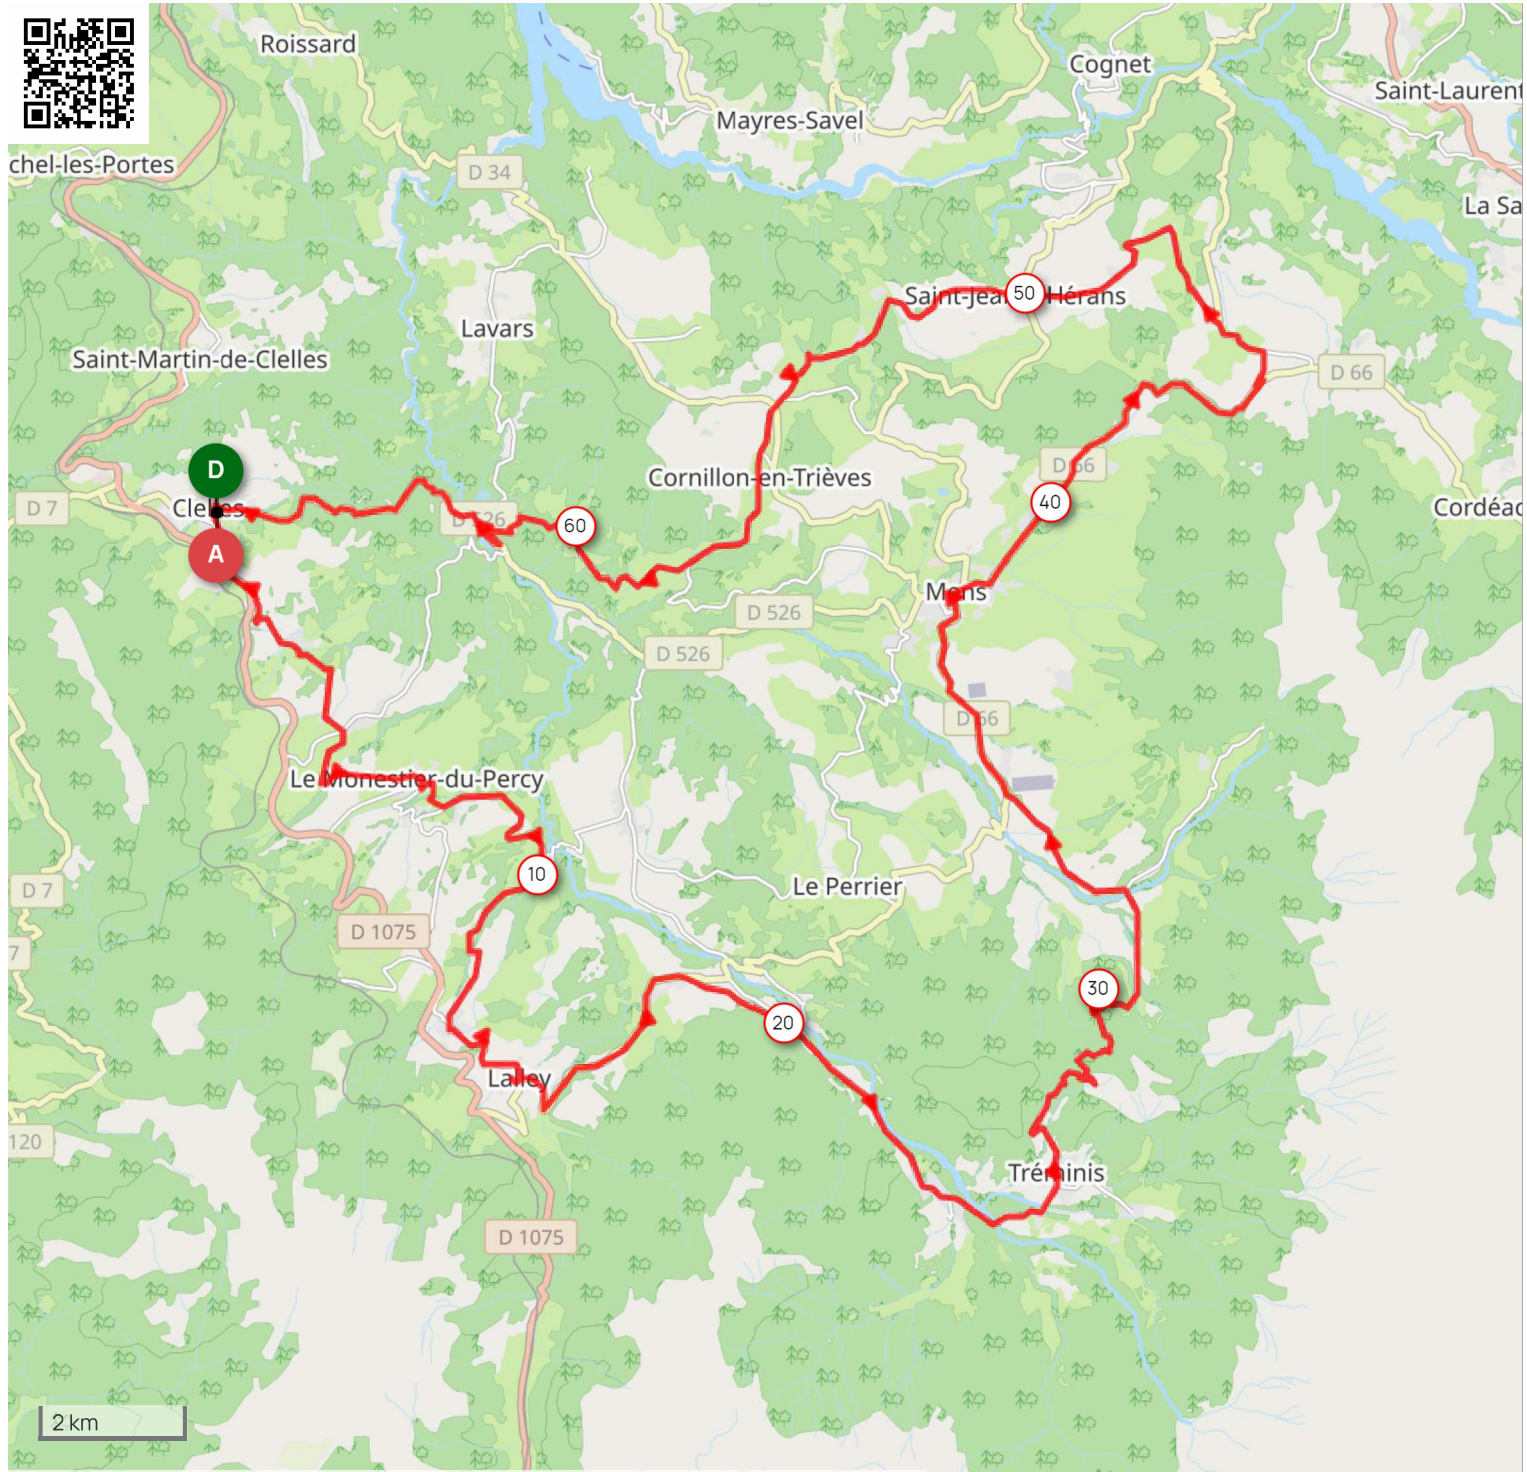 Roissard
Cognet
Saint-Laurent
Mayres-Savel
chel-les-Portes
D 34
La Sa
Saint-Jea
50
Hérans
Lavars
Saint-Martin-de-Clelles
D 66
D
Cornillon-en-Trièves
D 66
D 7
Clelles
D 526
60
40
Cordéac
A
Mens
D 526
D 526
D 66
Le Monestier-du-Percy
10
Le Perrier
D 7
D 1075
7
30
20
Lalley
120
Tréminis
D 1075
2 km